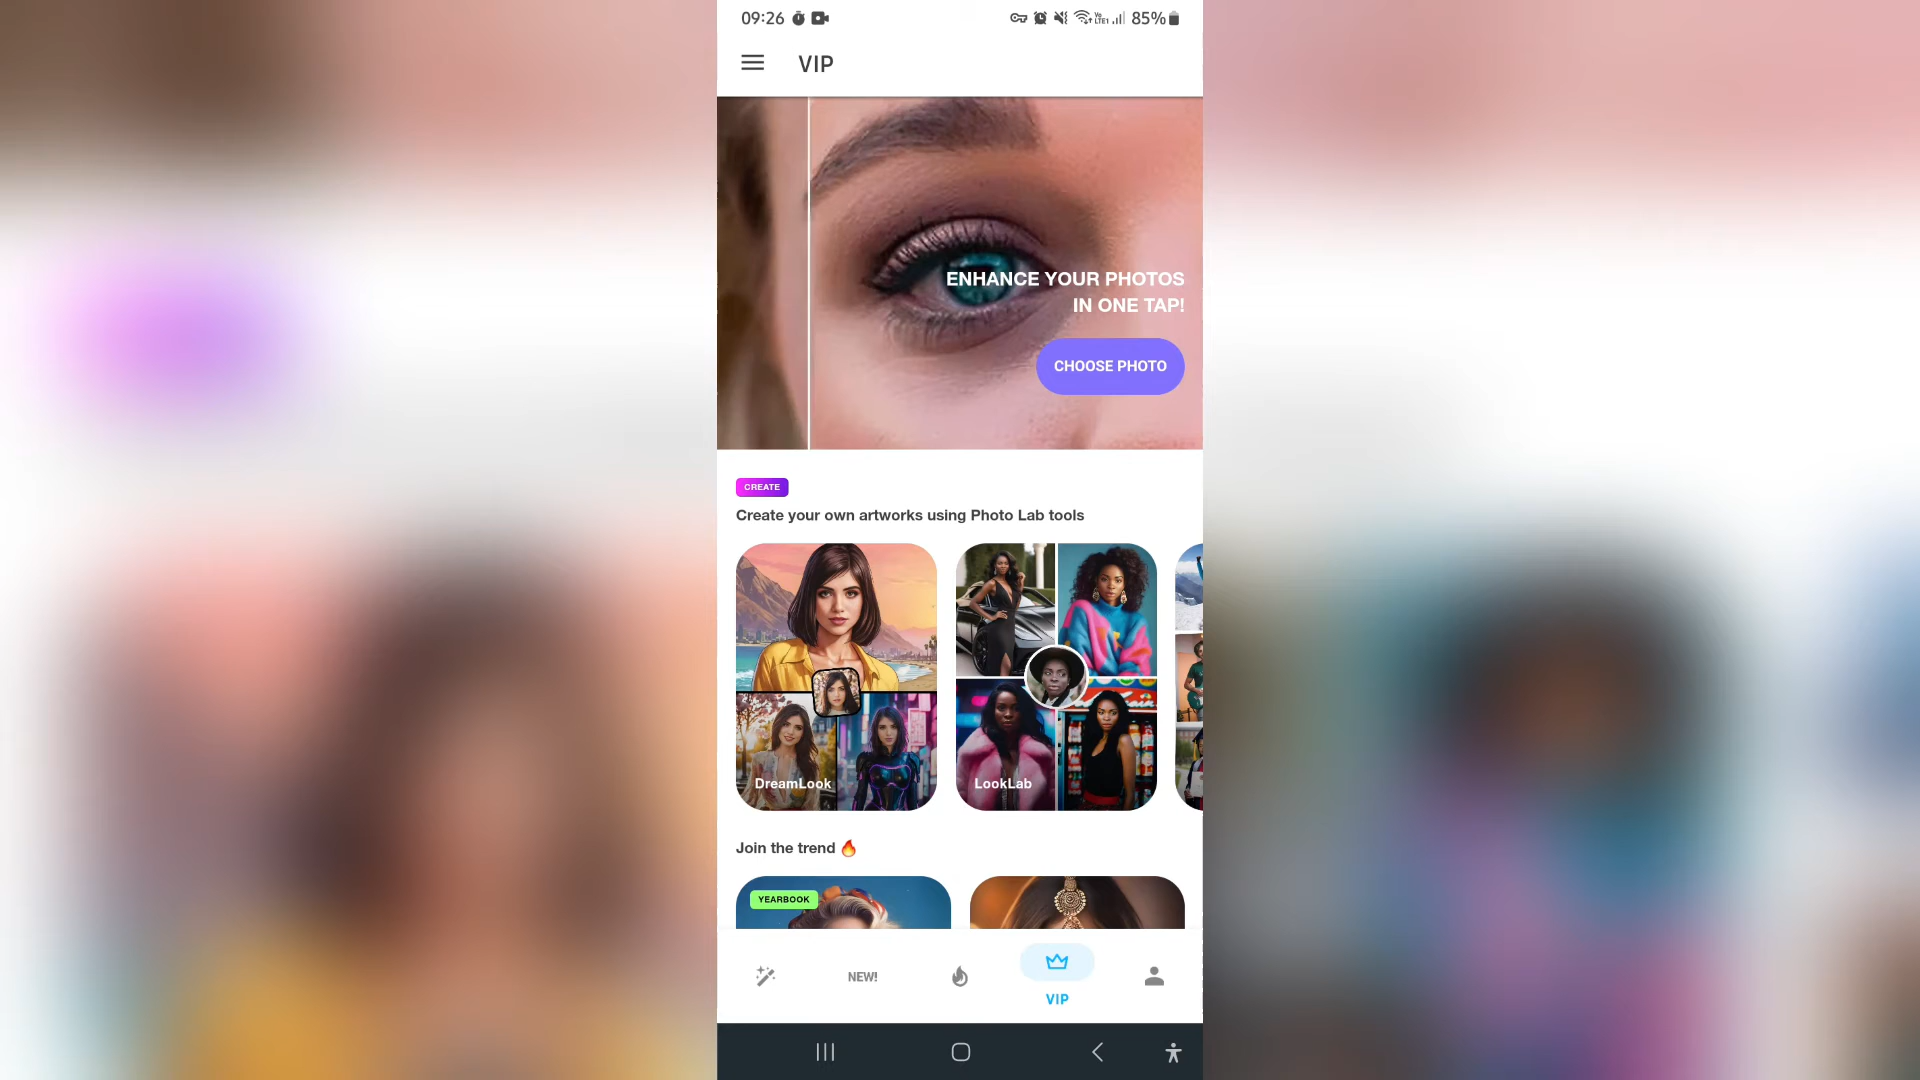 09:26
85%
VIP
ENHANCE YOUR PHOTOS
IN ONE TAP!
CHOOSE PHOTO
CREATE
Create your own artworks using Photo Lab tools
DreamLook
LookLab
Join the trend 🔥
YEARBOOK
NEW!
VIP